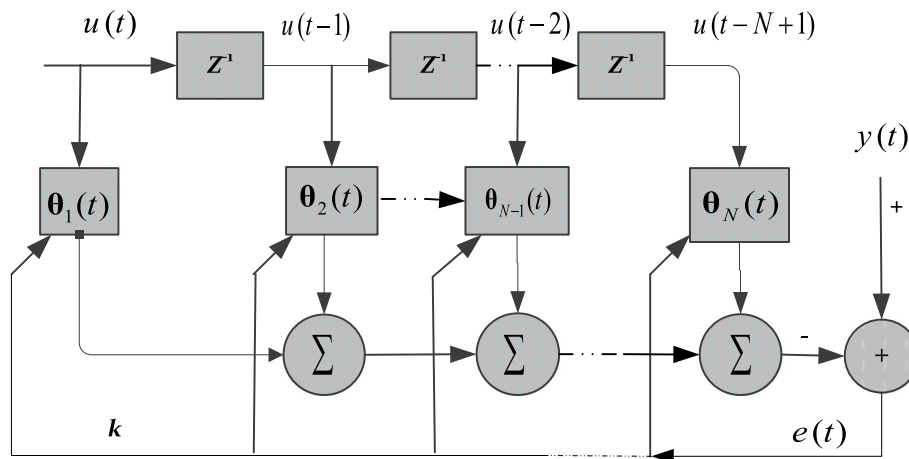 u(t)
u(t−1)
u(t−2)
u(t−N+1)
Z⁻¹
Z⁻¹
Z⁻¹
y(t)
θ₁(t)
θ₂(t)
θ_{N−1}(t)
θ_N(t)
+
Σ
Σ
Σ
-
+
k
e(t)